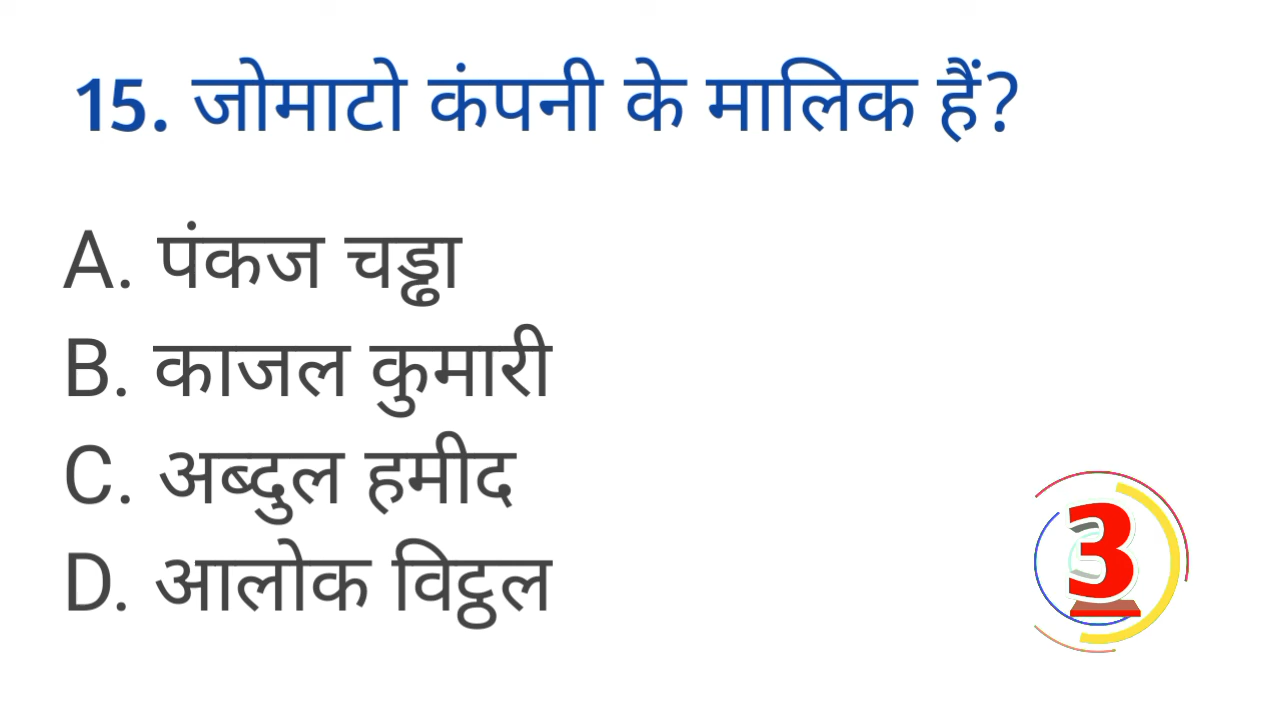 15. जोमाटो कंपनी के मालिक हैं?
A. पंकज चड्ढा
B. काजल कुमारी
C. अब्दुल हमीद
D. आलोक विट्ठल
3